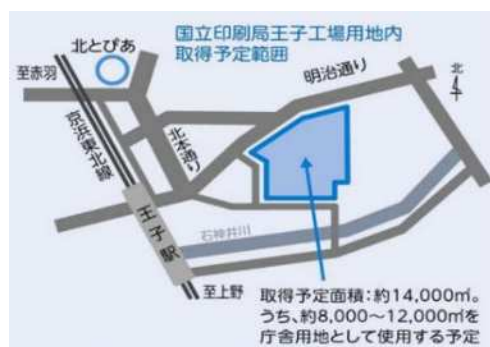 国立印刷局王子工場用地内
取得予定範囲
北とぴあ
至赤羽
明治通り
北
京浜東北線
北本通り
王子駅
石神井川
至上野
取得予定面積:約14,000㎡。
うち、約8,000～12,000㎡を
庁舎用地として使用する予定